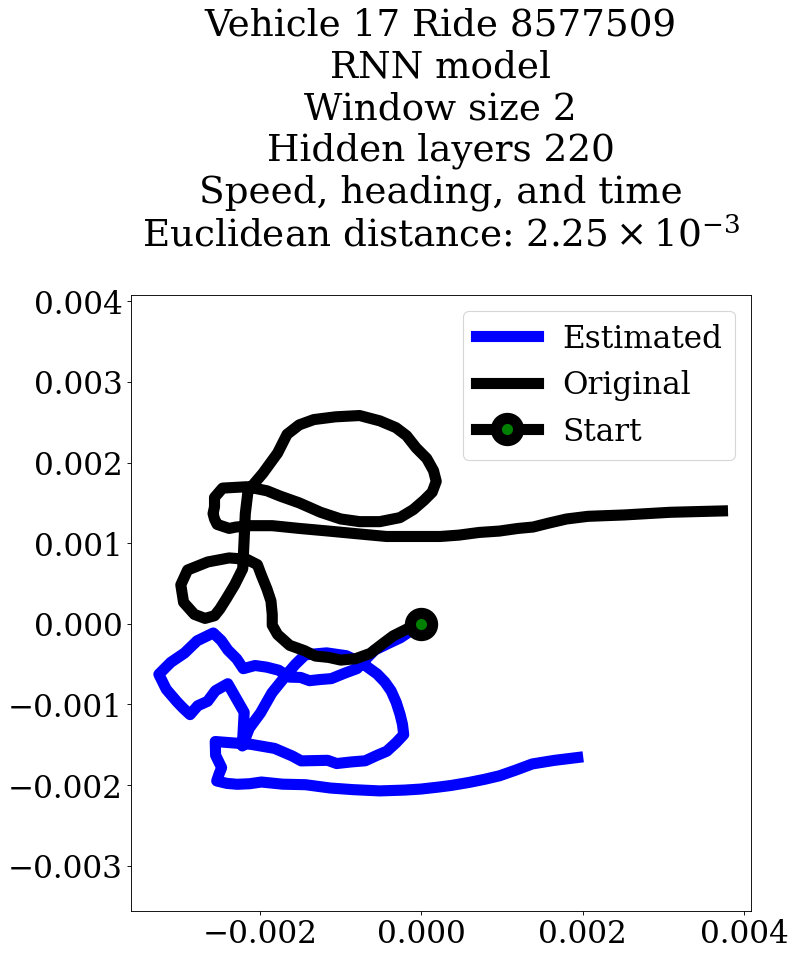 Vehicle 17 Ride 8577509
RNN model
Window size 2
Hidden layers 220
Speed, heading, and time
Euclidean distance: 2.25 × 10⁻³
Estimated
Original
Start
0.004
0.003
0.002
0.001
0.000
−0.001
−0.002
−0.003
−0.002 0.000 0.002 0.004